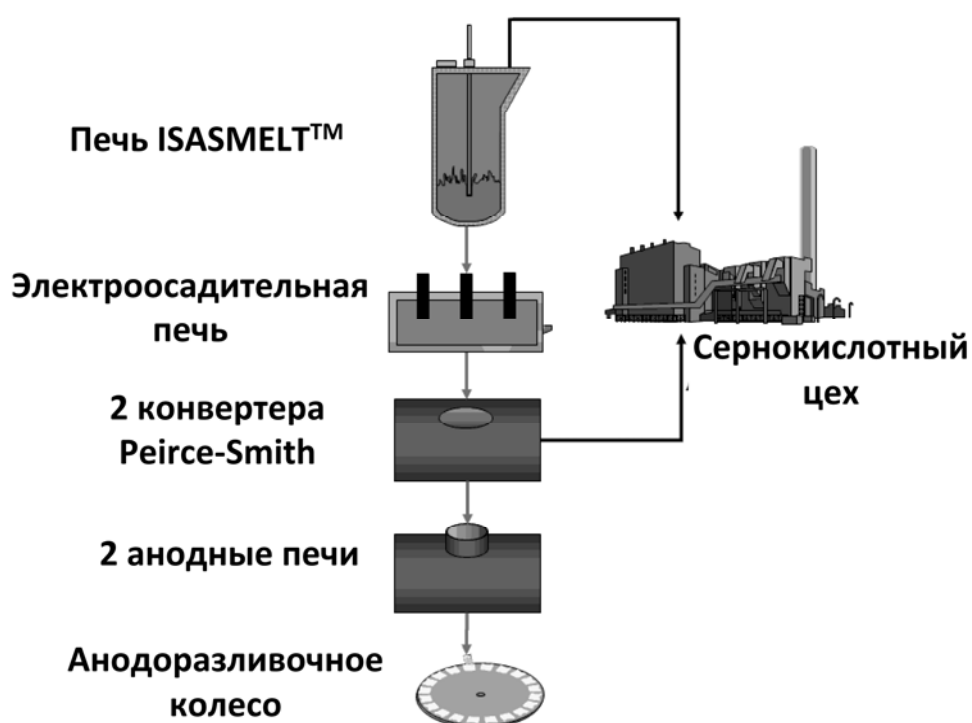 Печь ISASMELT™
Электроосадительная
печь
Сернокислотный
цех
2 конвертера
Peirce-Smith
2 анодные печи
Анодоразливочное
колесо